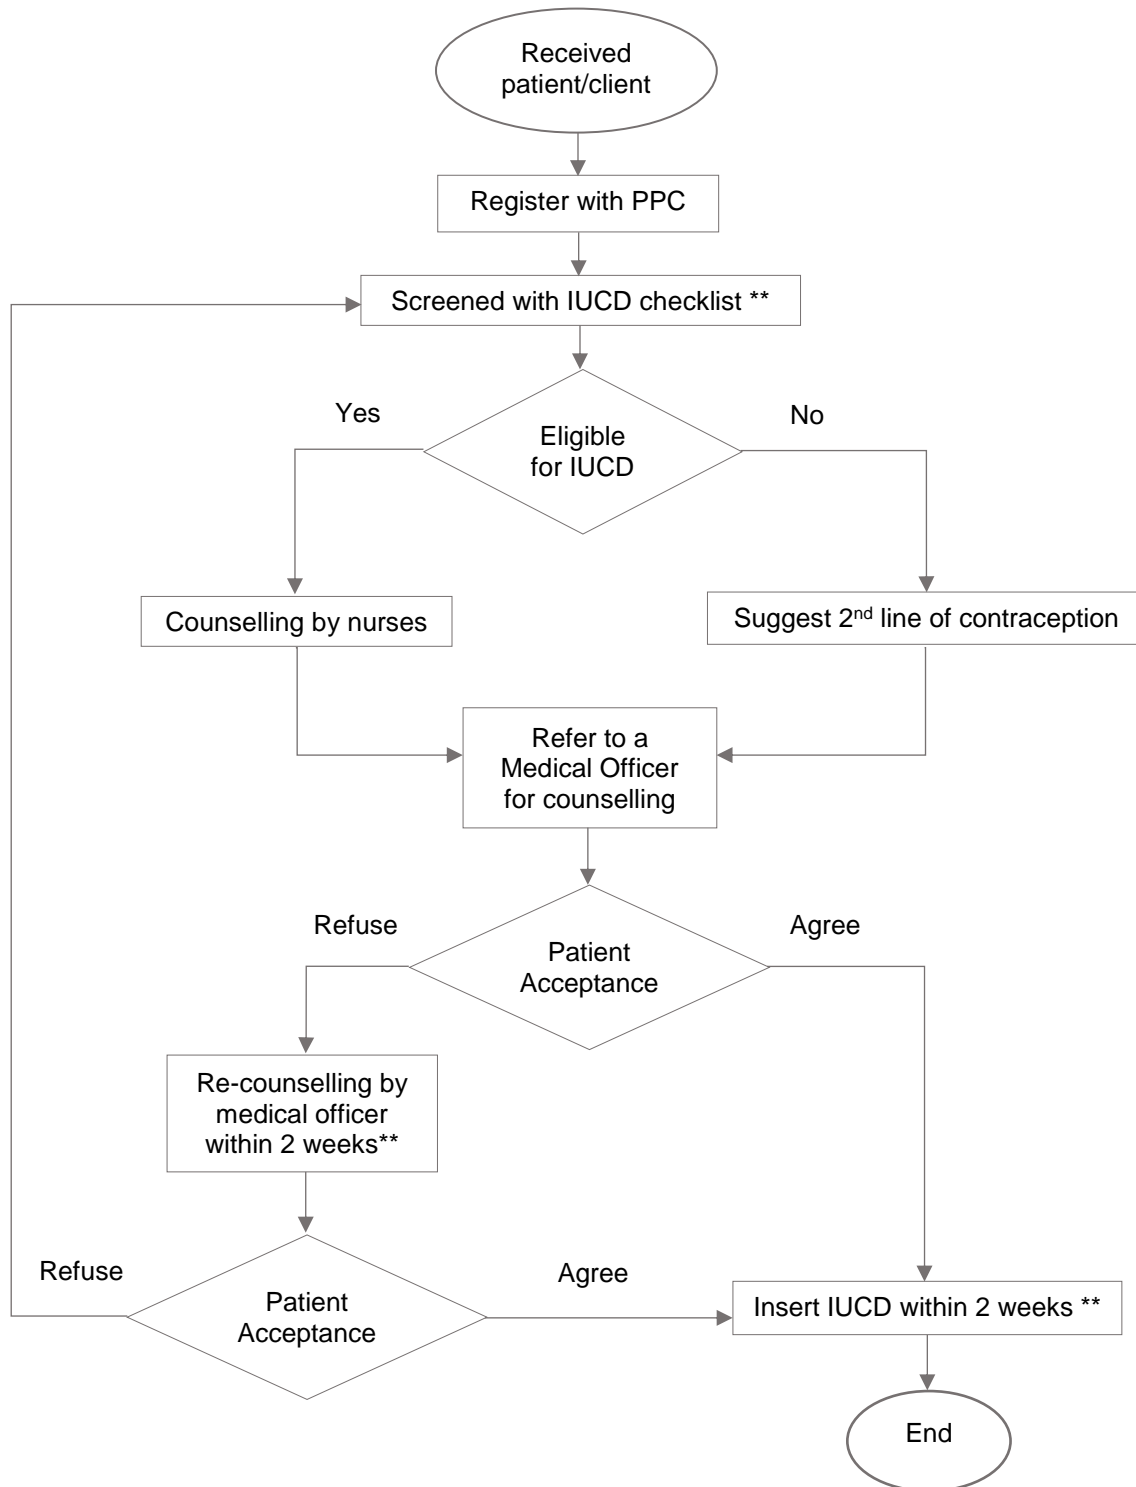 Received
patient/client
Register with PPC
Screened with IUCD checklist **
Yes
No
Eligible
for IUCD
Counselling by nurses
Suggest 2nd line of contraception
Refer to a
Medical Officer
for counselling
Refuse
Agree
Patient
Acceptance
Re-counselling by
medical officer
within 2 weeks**
Refuse
Agree
Patient
Acceptance
Insert IUCD within 2 weeks **
End